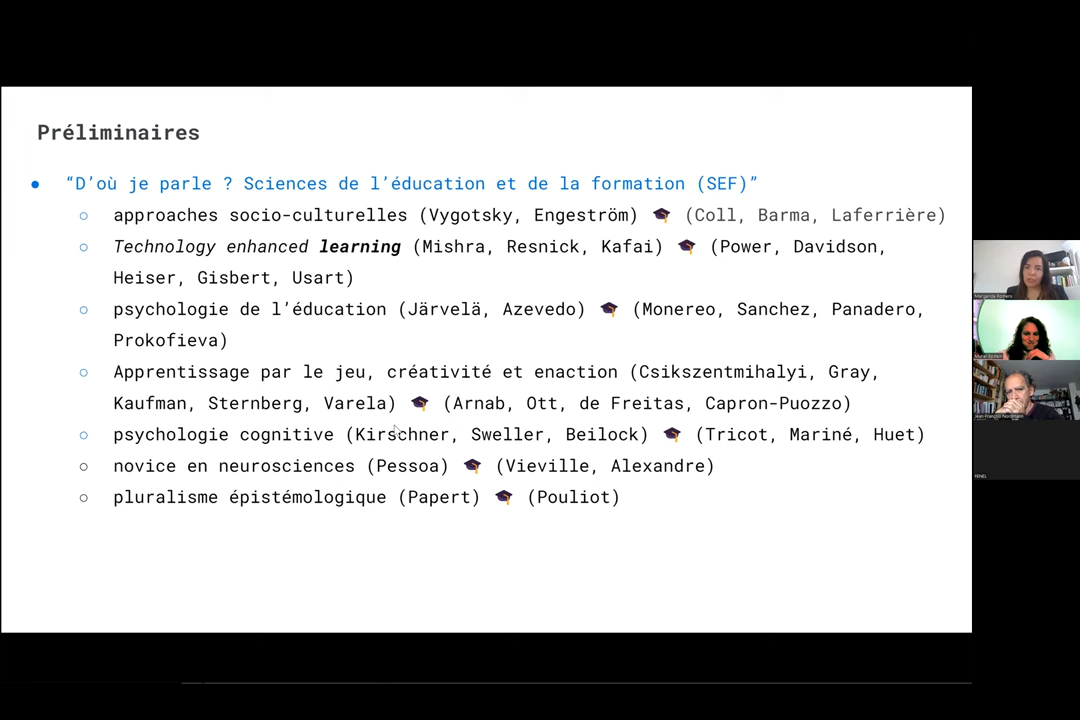 Préliminaires
“D’où je parle ? Sciences de l’éducation et de la formation (SEF)”
approches socio-culturelles (Vygotsky, Engeström) 🎓 (Coll, Barma, Laferrière)
Technology enhanced learning (Mishra, Resnick, Kafai) 🎓 (Power, Davidson,
Heiser, Gisbert, Usart)
psychologie de l’éducation (Järvelä, Azevedo) 🎓 (Monereo, Sanchez, Panadero,
Prokofieva)
Apprentissage par le jeu, créativité et enaction (Csikszentmihalyi, Gray,
Kaufman, Sternberg, Varela) 🎓 (Arnab, Ott, de Freitas, Capron-Puozzo)
psychologie cognitive (Kirschner, Sweller, Beilock) 🎓 (Tricot, Mariné, Huet)
novice en neurosciences (Pessoa) 🎓 (Vieville, Alexandre)
pluralisme épistémologique (Papert) 🎓 (Pouliot)
Margarida Romero